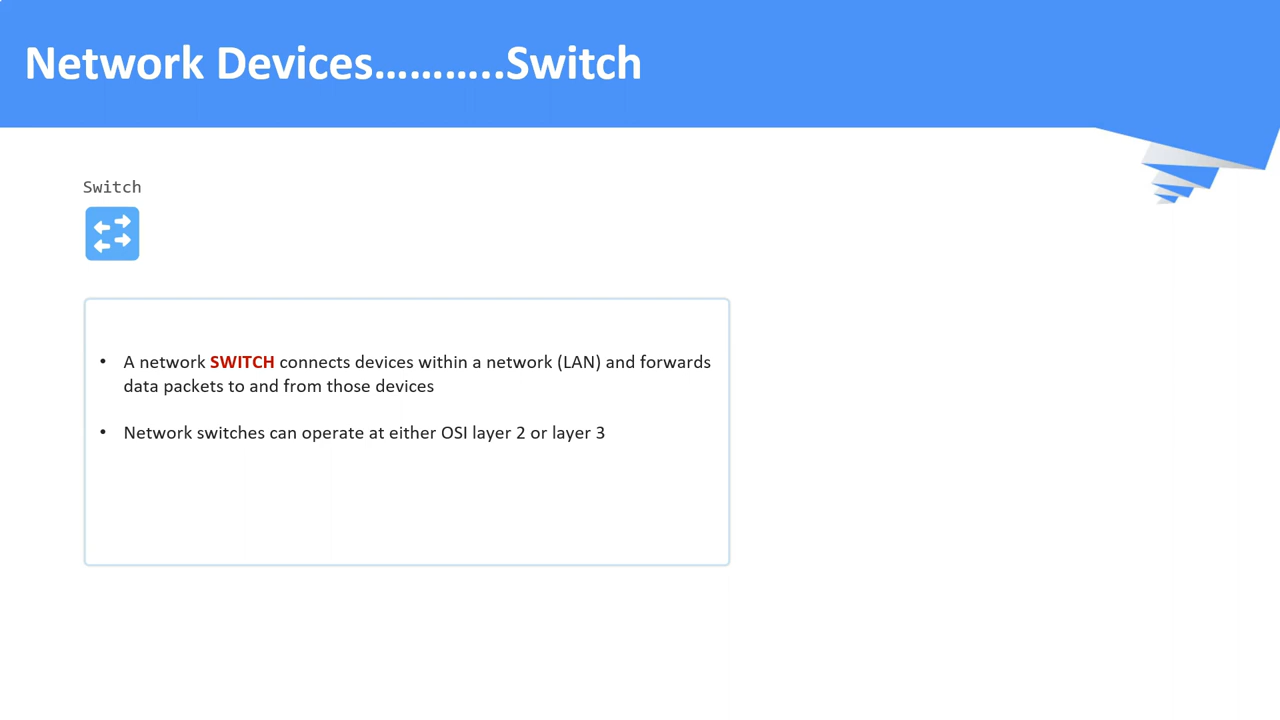 Network Devices………..Switch
Switch
• A network SWITCH connects devices within a network (LAN) and forwards
data packets to and from those devices
• Network switches can operate at either OSI layer 2 or layer 3